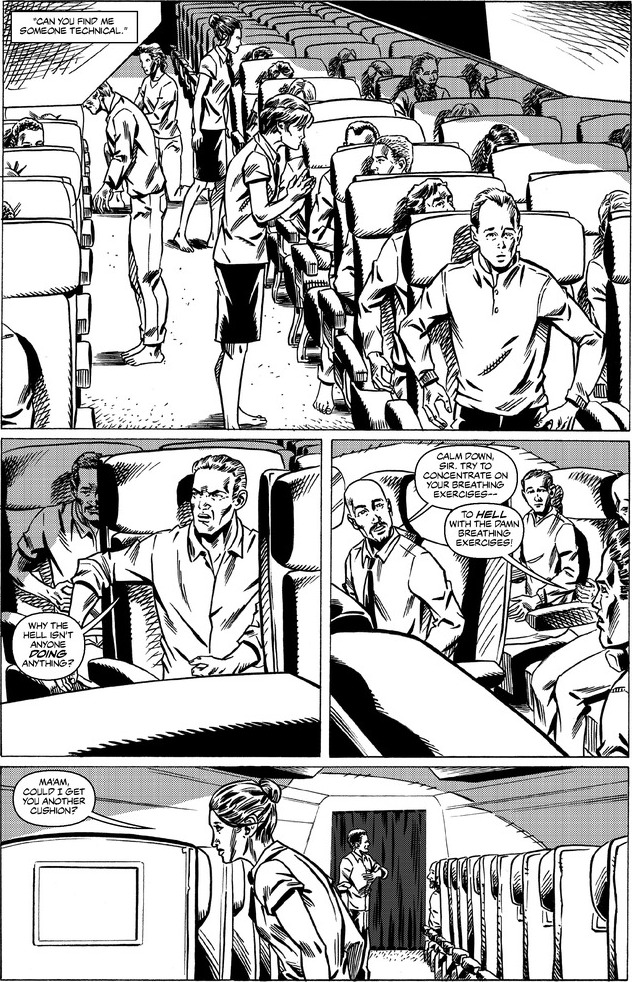 "CAN YOU FIND ME
SOMEONE TECHNICAL."
WHY THE
HELL ISN'T
ANYONE
DOING
ANYTHING?
CALM DOWN,
SIR. TRY TO
CONCENTRATE ON
YOUR BREATHING
EXERCISES--
TO HELL
WITH THE DAMN
BREATHING
EXERCISES!
MA'AM,
COULD I GET
YOU ANOTHER
CUSHION?